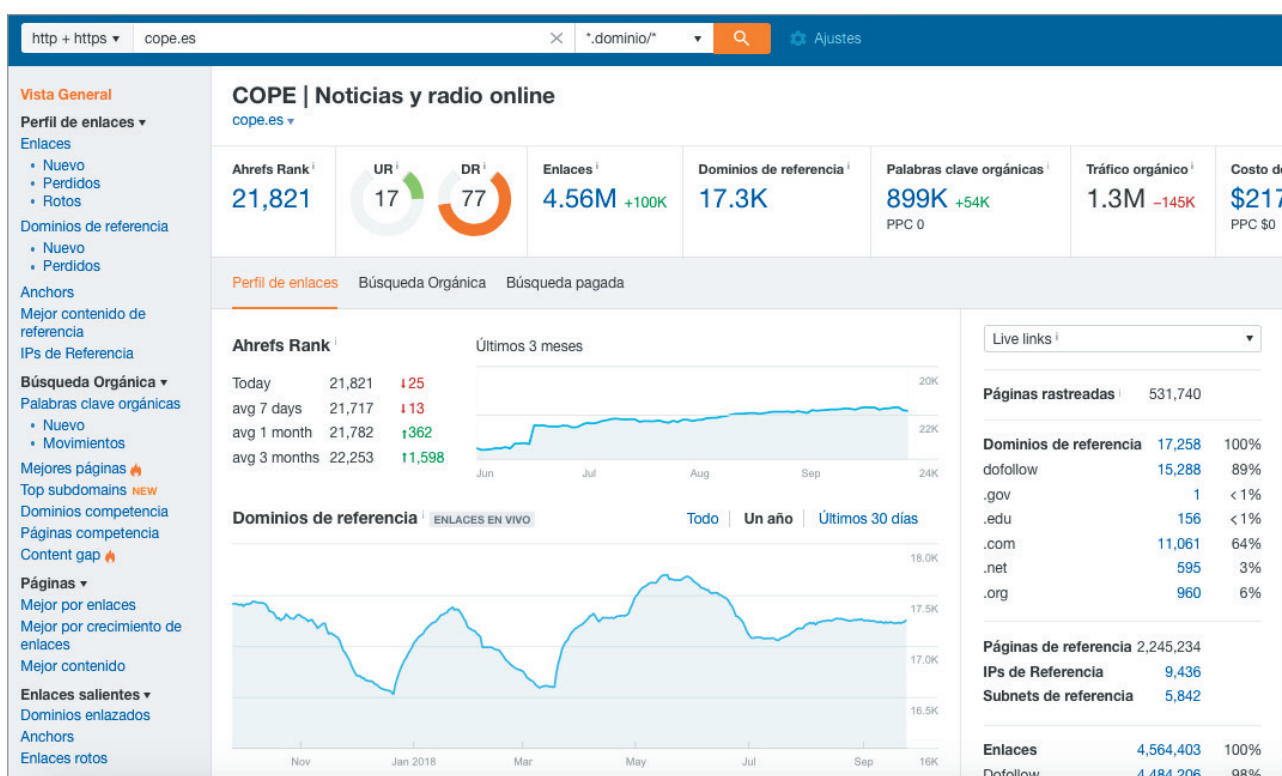 http + https ▾ cope.es × *.dominio/* ▾ Ajustes
Vista General
Perfil de enlaces ▾
Enlaces
• Nuevo
• Perdidos
• Rotos
Dominios de referencia
• Nuevo
• Perdidos
Anchors
Mejor contenido de
referencia
IPs de Referencia
Búsqueda Orgánica ▾
Palabras clave orgánicas
• Nuevo
• Movimientos
Mejores páginas
Top subdomains NEW
Dominios competencia
Páginas competencia
Content gap
Páginas ▾
Mejor por enlaces
Mejor por crecimiento de
enlaces
Mejor contenido
Enlaces salientes ▾
Dominios enlazados
Anchors
Enlaces rotos
COPE | Noticias y radio online
cope.es ▾
Ahrefs Rank i
21,821
UR i
17
DR i
77
Enlaces i
4.56M +100K
Dominios de referencia i
17.3K
Palabras clave orgánicas i
899K +54K
PPC 0
Tráfico orgánico i
1.3M -145K
Costo de
$217
PPC $0
Perfil de enlaces Búsqueda Orgánica Búsqueda pagada
Ahrefs Rank i
Today 21,821 ↓25
avg 7 days 21,717 ↓13
avg 1 month 21,782 ↑362
avg 3 months 22,253 ↑1,598
Últimos 3 meses
20K
22K
24K
Jun Jul Aug Sep
Dominios de referencia i ENLACES EN VIVO Todo | Un año | Últimos 30 días
18.0K
17.5K
17.0K
16.5K
16K
Nov Jan 2018 Mar May Jul Sep
Live links i ▾
Páginas rastreadas i 531,740
Dominios de referencia 17,258 100%
dofollow 15,288 89%
.gov 1 <1%
.edu 156 <1%
.com 11,061 64%
.net 595 3%
.org 960 6%
Páginas de referencia 2,245,234
IPs de Referencia 9,436
Subnets de referencia 5,842
Enlaces 4,564,403 100%
Dofollow 4,484,206 98%